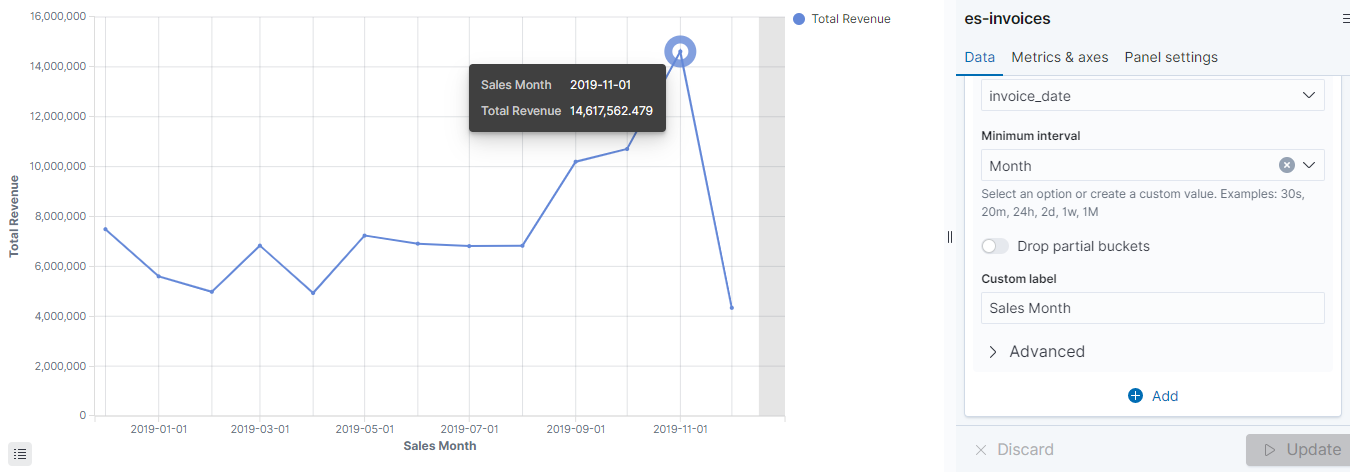 16,000,000
14,000,000
12,000,000
10,000,000
8,000,000
6,000,000
4,000,000
2,000,000
0
Total Revenue
2019-01-01
2019-03-01
2019-05-01
2019-07-01
2019-09-01
2019-11-01
Sales Month
Sales Month 2019-11-01
Total Revenue 14,617,562.479
Total Revenue
es-invoices
Data Metrics & axes Panel settings
invoice_date
Minimum interval
Month
Select an option or create a custom value. Examples: 30s,
20m, 24h, 2d, 1w, 1M
Drop partial buckets
Custom label
Sales Month
Advanced
Add
Discard
Update